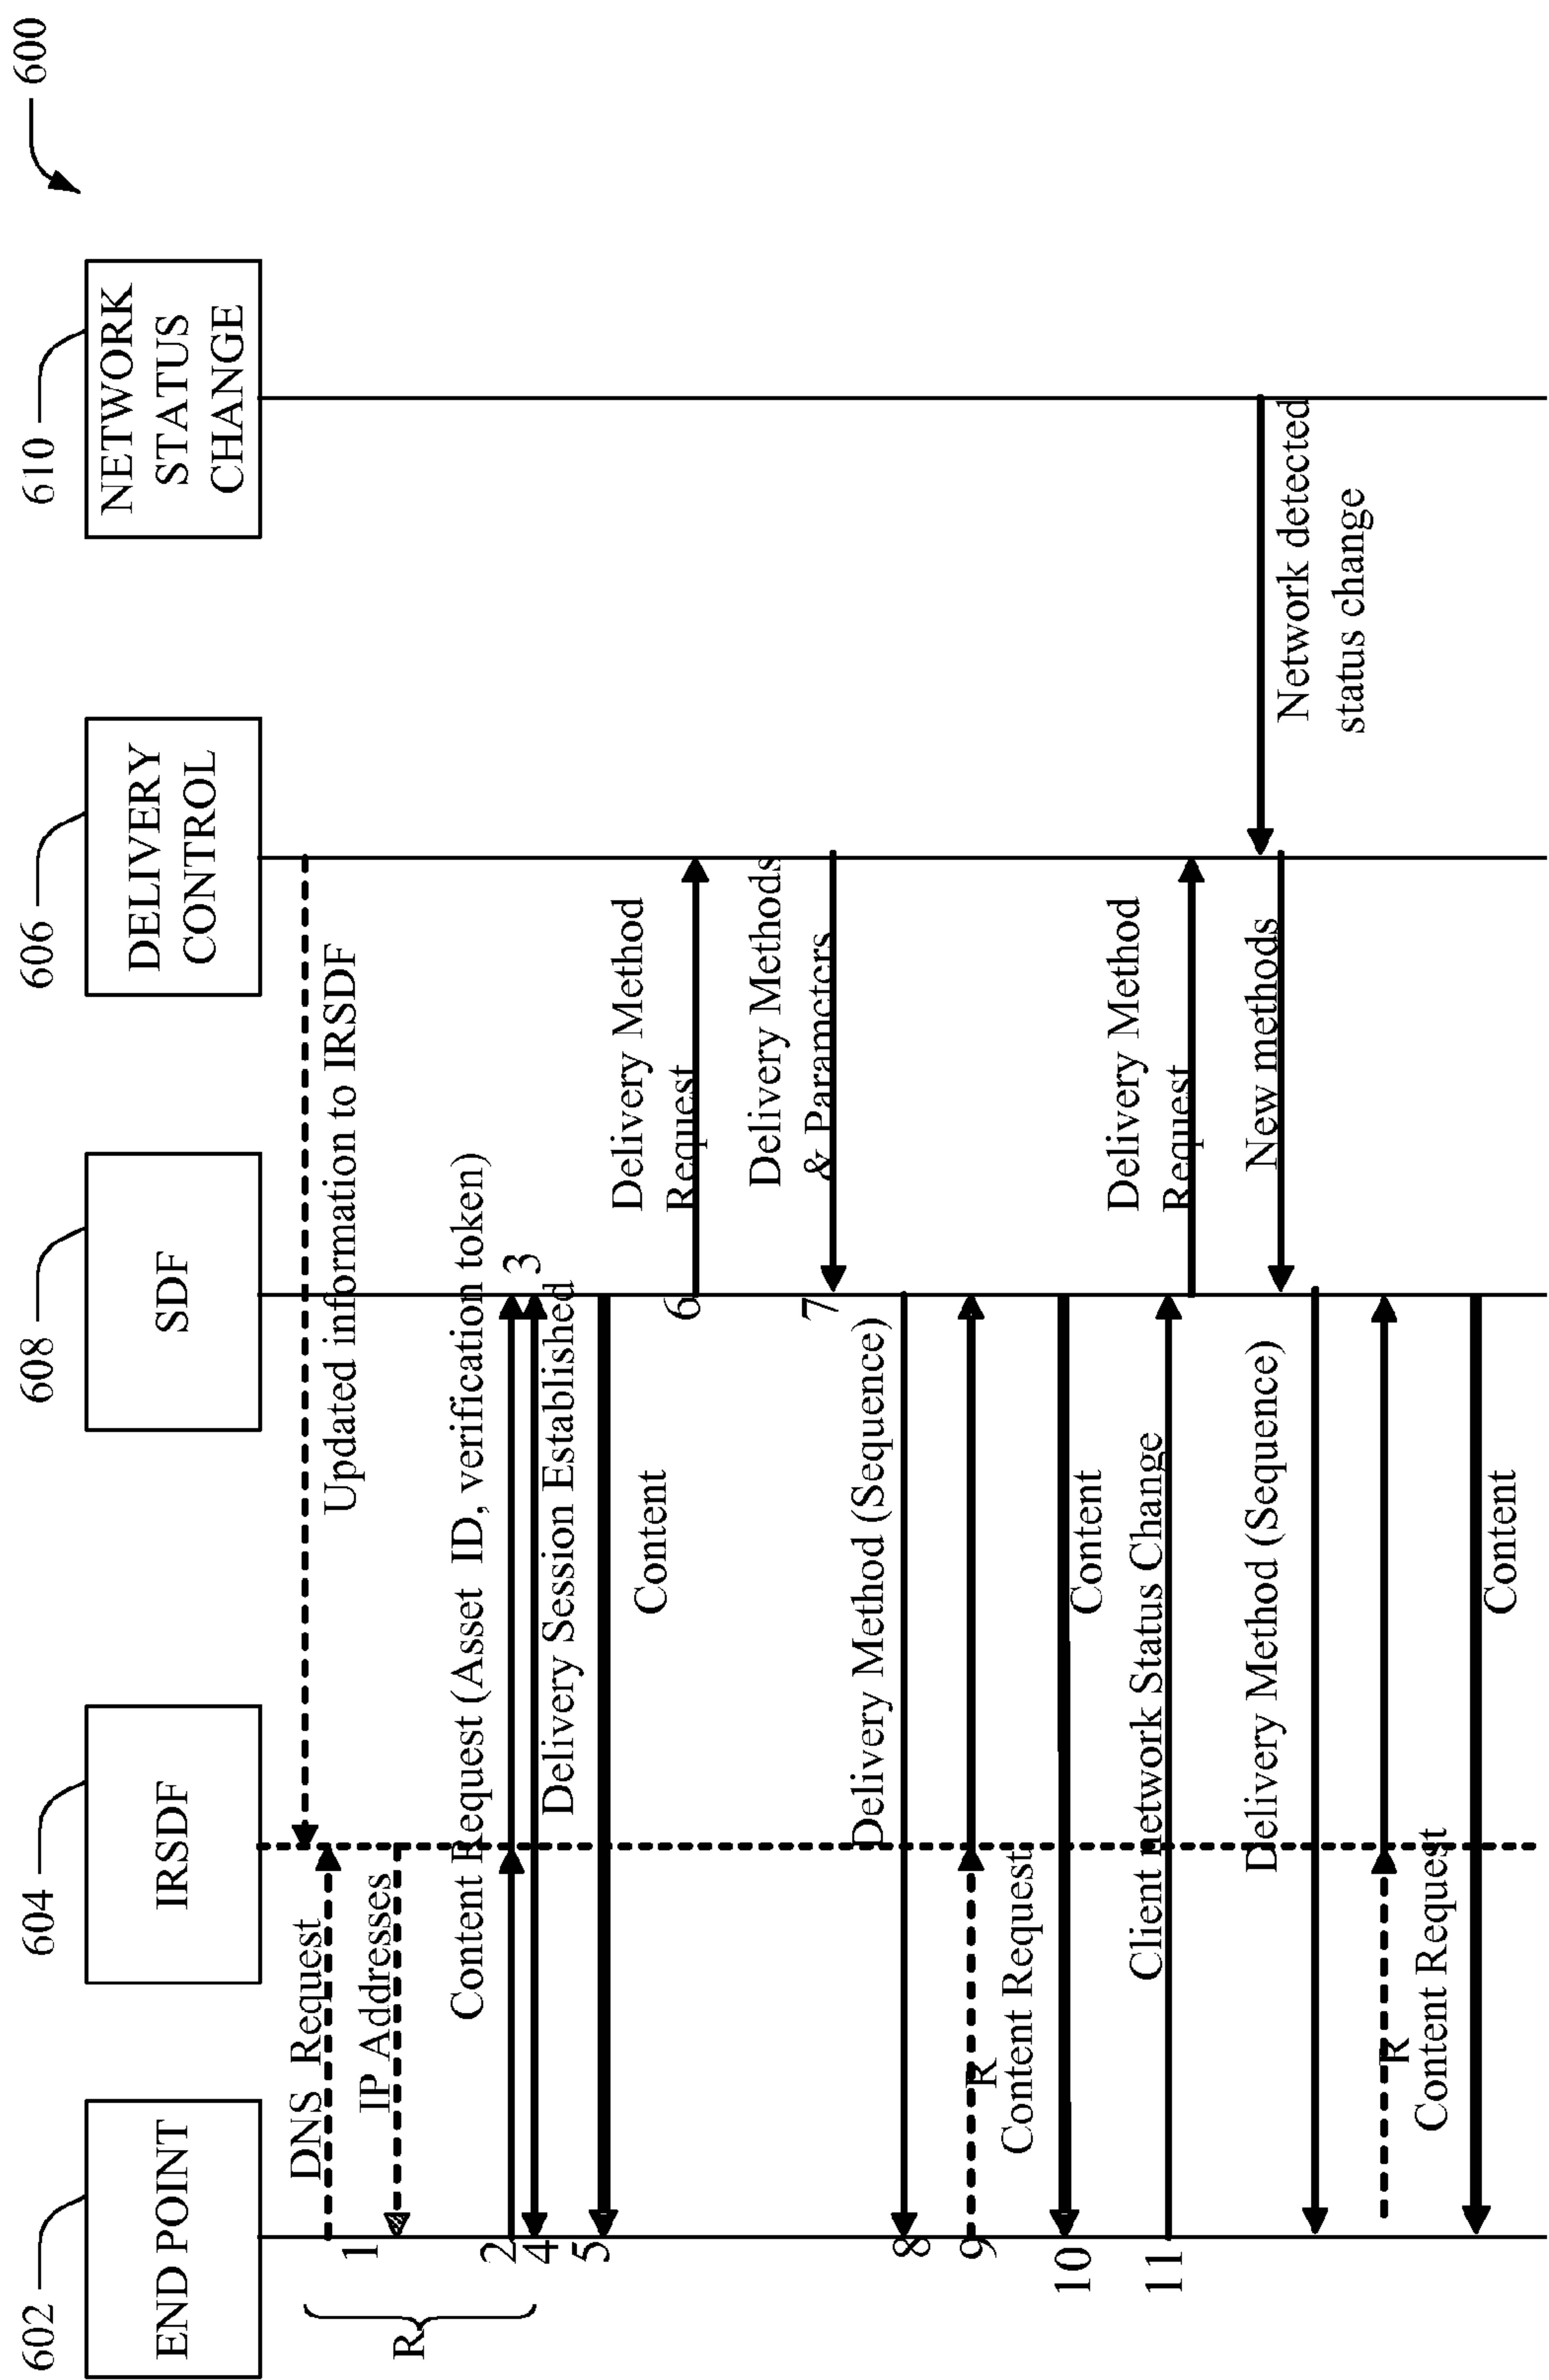 600
602
604
608
606
610
END POINT
IRSDF
SDF
DELIVERY
CONTROL
NETWORK
STATUS
CHANGE
Updated information to IRSDF
DNS Request
1
IP Addresses
R
Content Request (Asset ID, verification token)
2
3
4
Delivery Session Established
5
Content
Delivery Method
Request
6
Delivery Methods
& Parameters
7
Delivery Method (Sequence)
8
9
R
Content Request
10
Content
Client network Status Change
11
Delivery Method
Request
Network detected
status change
New methods
Delivery Method (Sequence)
R
Content Request
Content